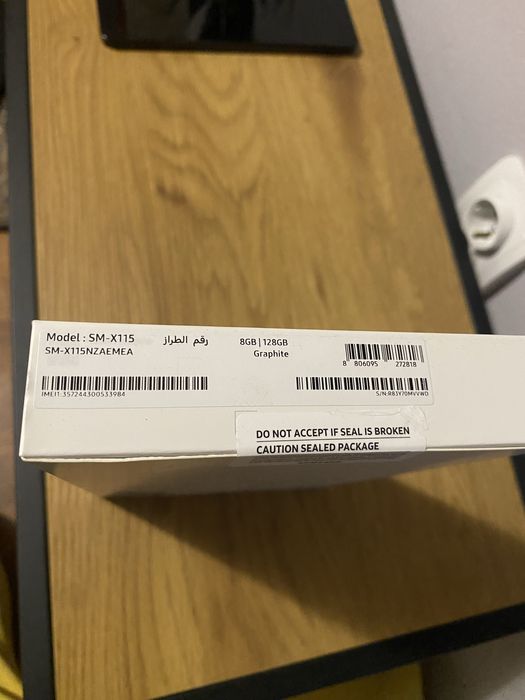 Model : SM-X115 رقم الطراز
SM-X115NZAEMEA
8GB | 128GB
Graphite
8 806095 272818
IMEI1:357244300533984
S/N:R83Y70MVVWD
DO NOT ACCEPT IF SEAL IS BROKEN
CAUTION SEALED PACKAGE